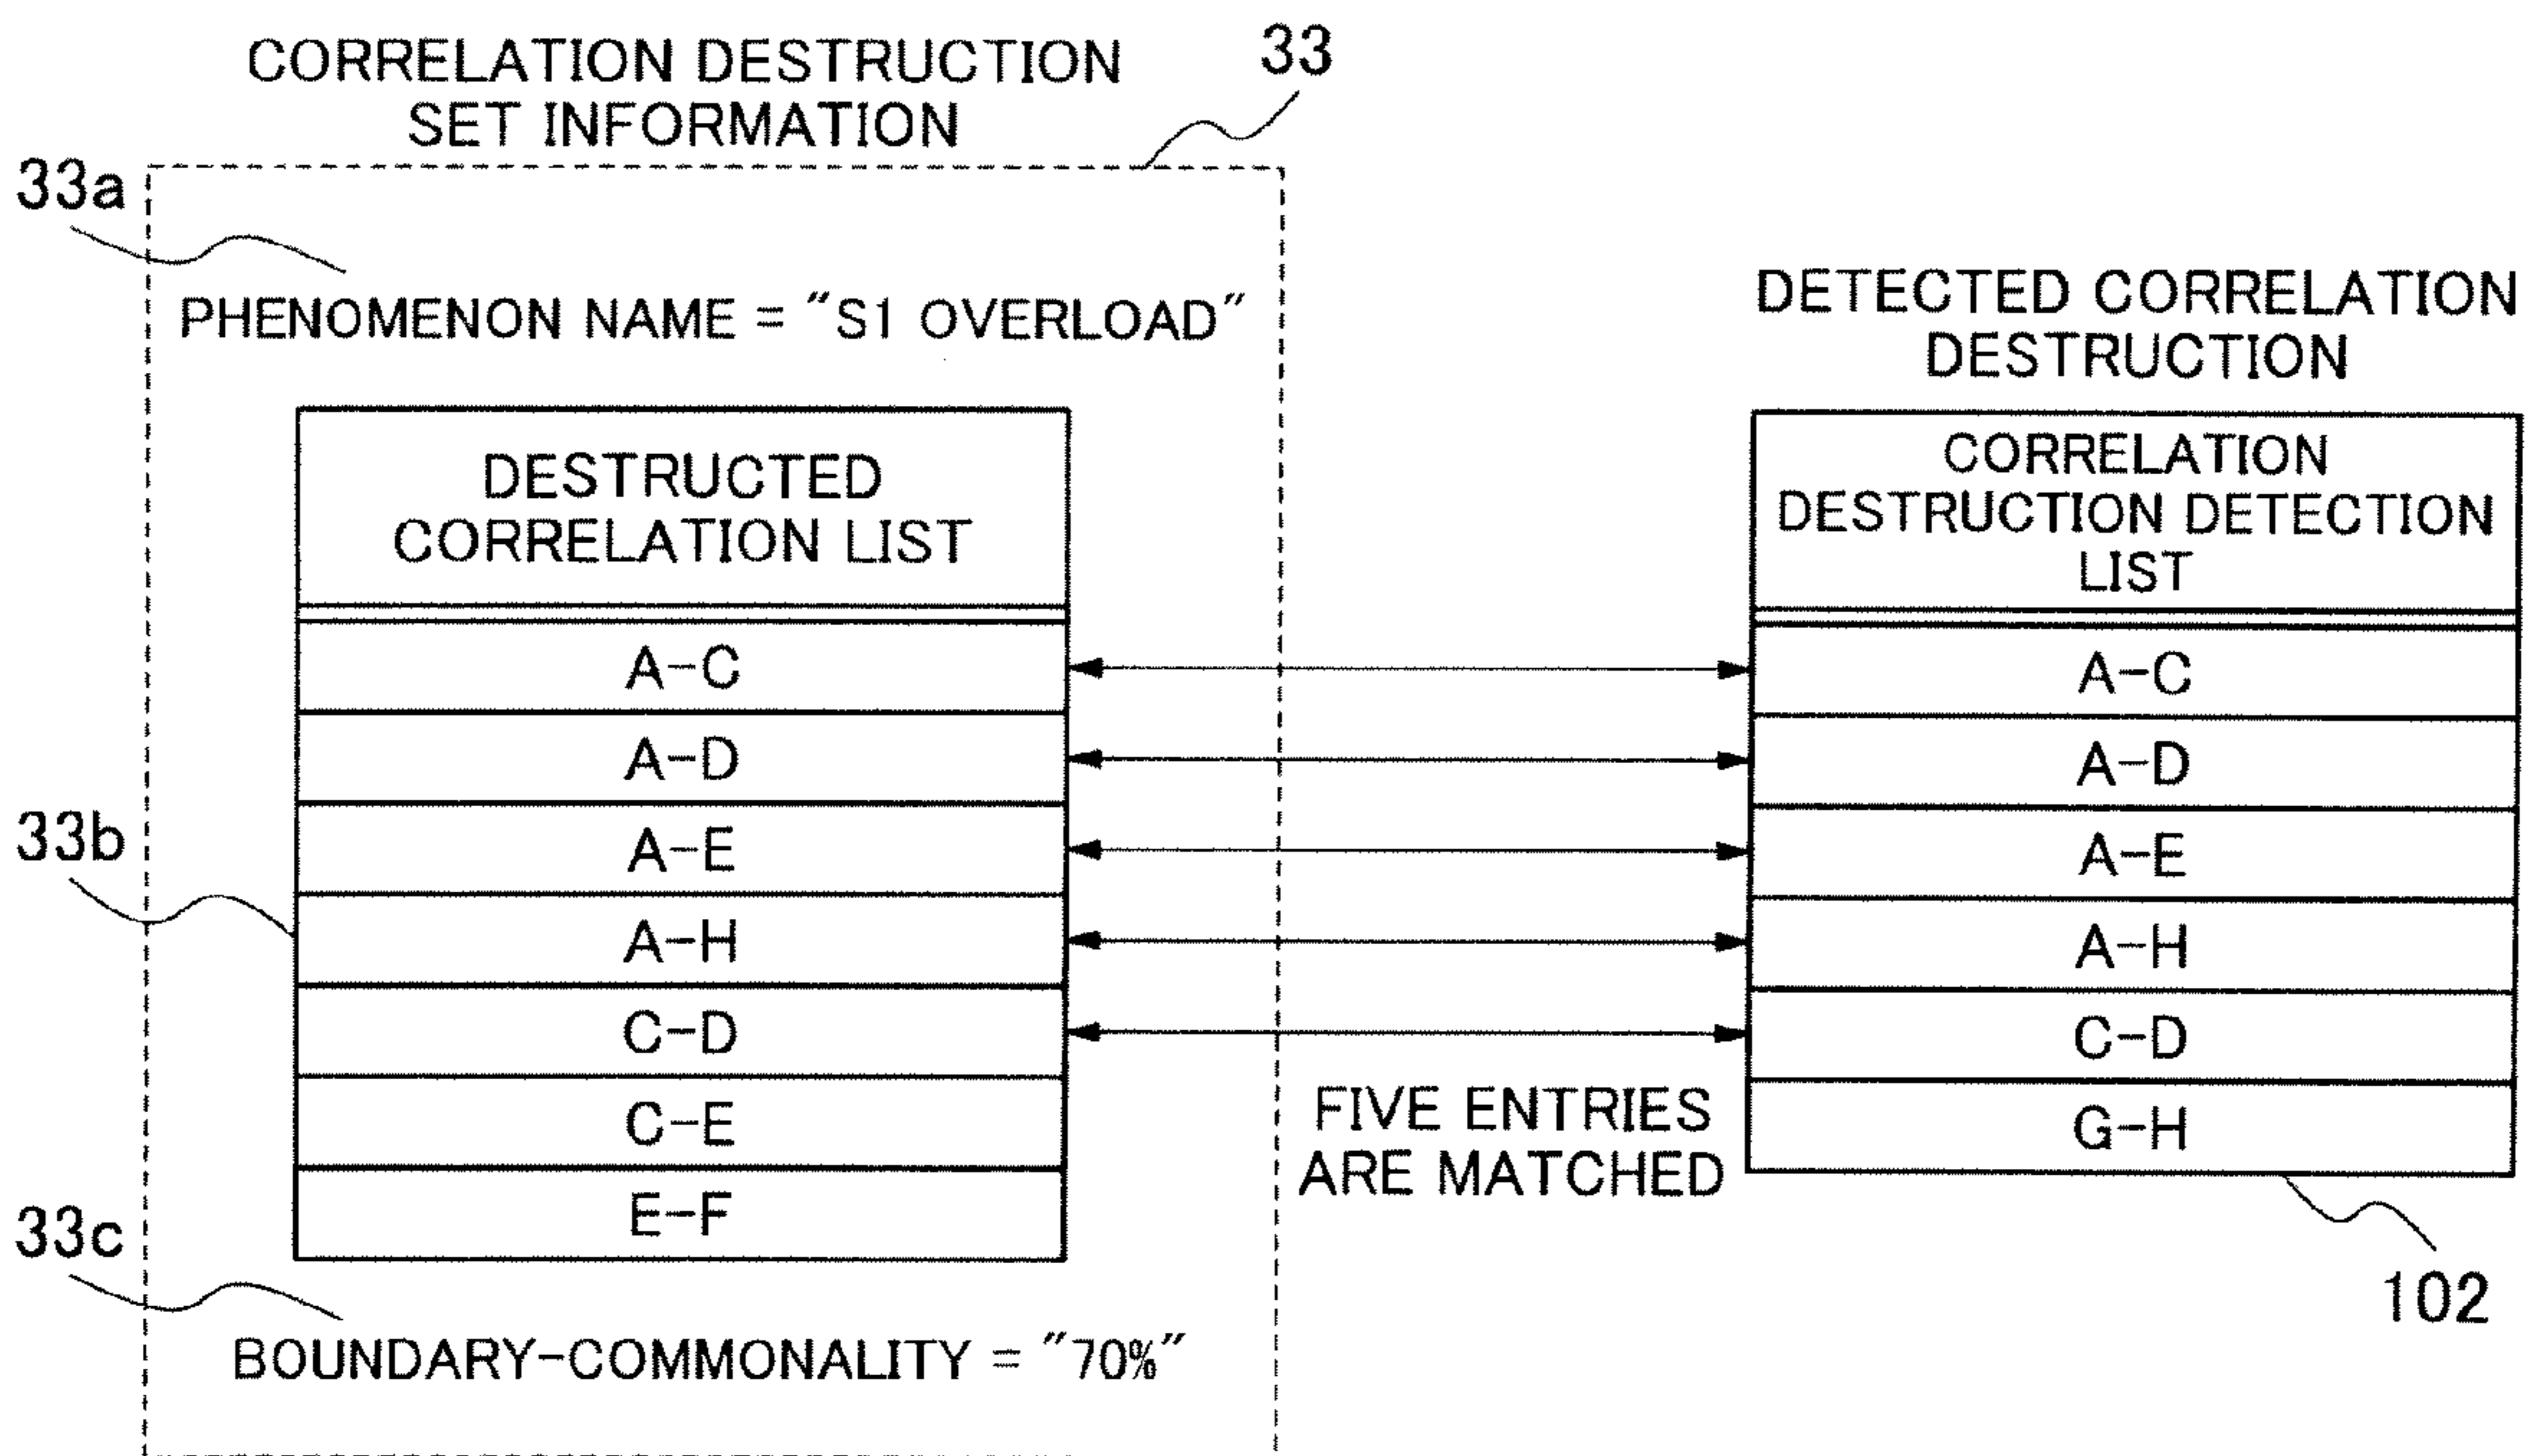 CORRELATION DESTRUCTION
SET INFORMATION
33
33a
PHENOMENON NAME = "S1 OVERLOAD"
DESTRUCTED
CORRELATION LIST
A-C
A-D
33b
A-E
A-H
C-D
C-E
E-F
33c
BOUNDARY-COMMONALITY = "70%"
FIVE ENTRIES
ARE MATCHED
DETECTED CORRELATION
DESTRUCTION
CORRELATION
DESTRUCTION DETECTION
LIST
A-C
A-D
A-E
A-H
C-D
G-H
102